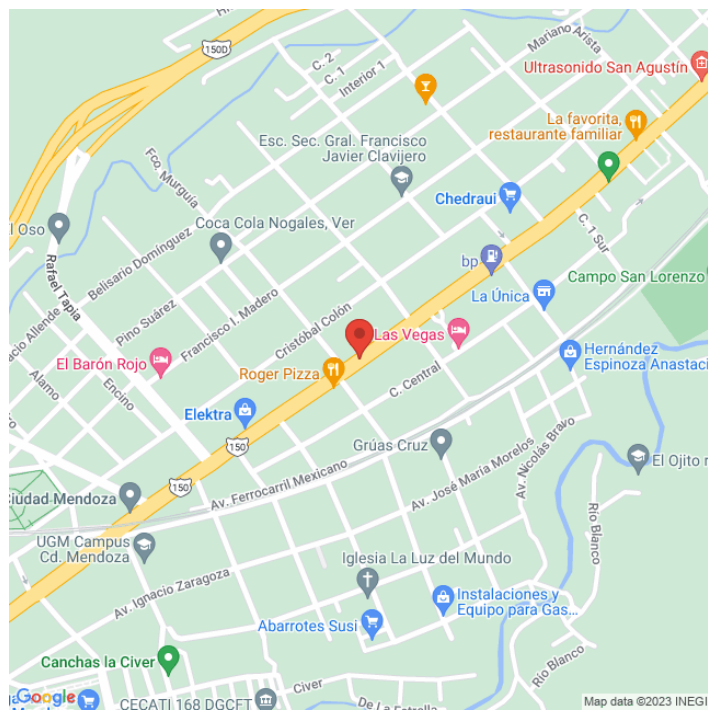 150D
C. 2
C. 1
Interior 1
Mariano Arista
Ultrasonido San Agustín
La favorita,
restaurante familiar
Esc. Sec. Gral. Francisco
Javier Clavijero
Fco. Murguía
Chedraui
C. 1 Sur
El Oso
Coca Cola Nogales, Ver
Rafael Tapia
Belisario Domínguez
bp
La Única
Campo San Lorenzo
Pino Suárez
Francisco I. Madero
Cristóbal Colón
Allende
Las Vegas
El Barón Rojo
Roger Pizza
Hernández
Espinoza Anastaci
Alamo
Encino
C. Central
Elektra
150
Grúas Cruz
Av. Nicolás Bravo
El Ojito
150
Av. Ferrocarril Mexicano
Av. José María Morelos
Ciudad Mendoza
Río Blanco
UGM Campus
Cd. Mendoza
Iglesia La Luz del Mundo
Av. Ignacio Zaragoza
Instalaciones y
Equipo para Gas...
Abarrotes Susi
Canchas la Civer
Río Blanco
Civer
CECATI 168 DGCFT
De La Estrella
Google
Map data ©2023 INEGI